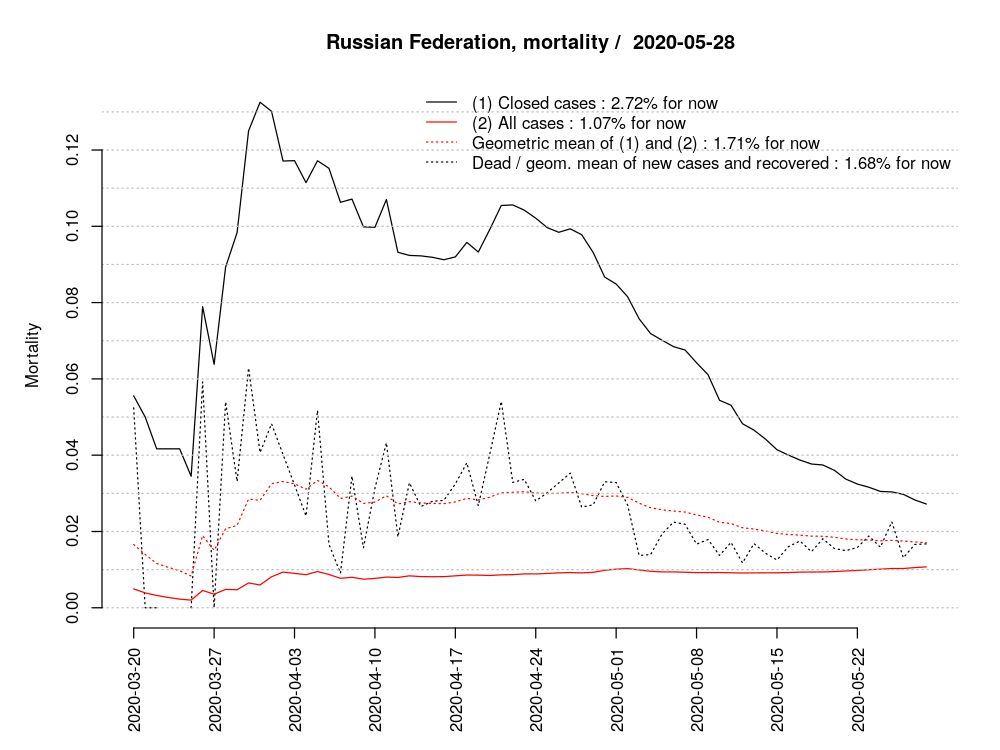 Russian Federation, mortality /  2020-05-28
(1) Closed cases : 2.72% for now
(2) All cases : 1.07% for now
Geometric mean of (1) and (2) : 1.71% for now
Dead / geom. mean of new cases and recovered : 1.68% for now
Mortality
0.12
0.10
0.08
0.06
0.04
0.02
0.00
2020-03-20
2020-03-27
2020-04-03
2020-04-10
2020-04-17
2020-04-24
2020-05-01
2020-05-08
2020-05-15
2020-05-22